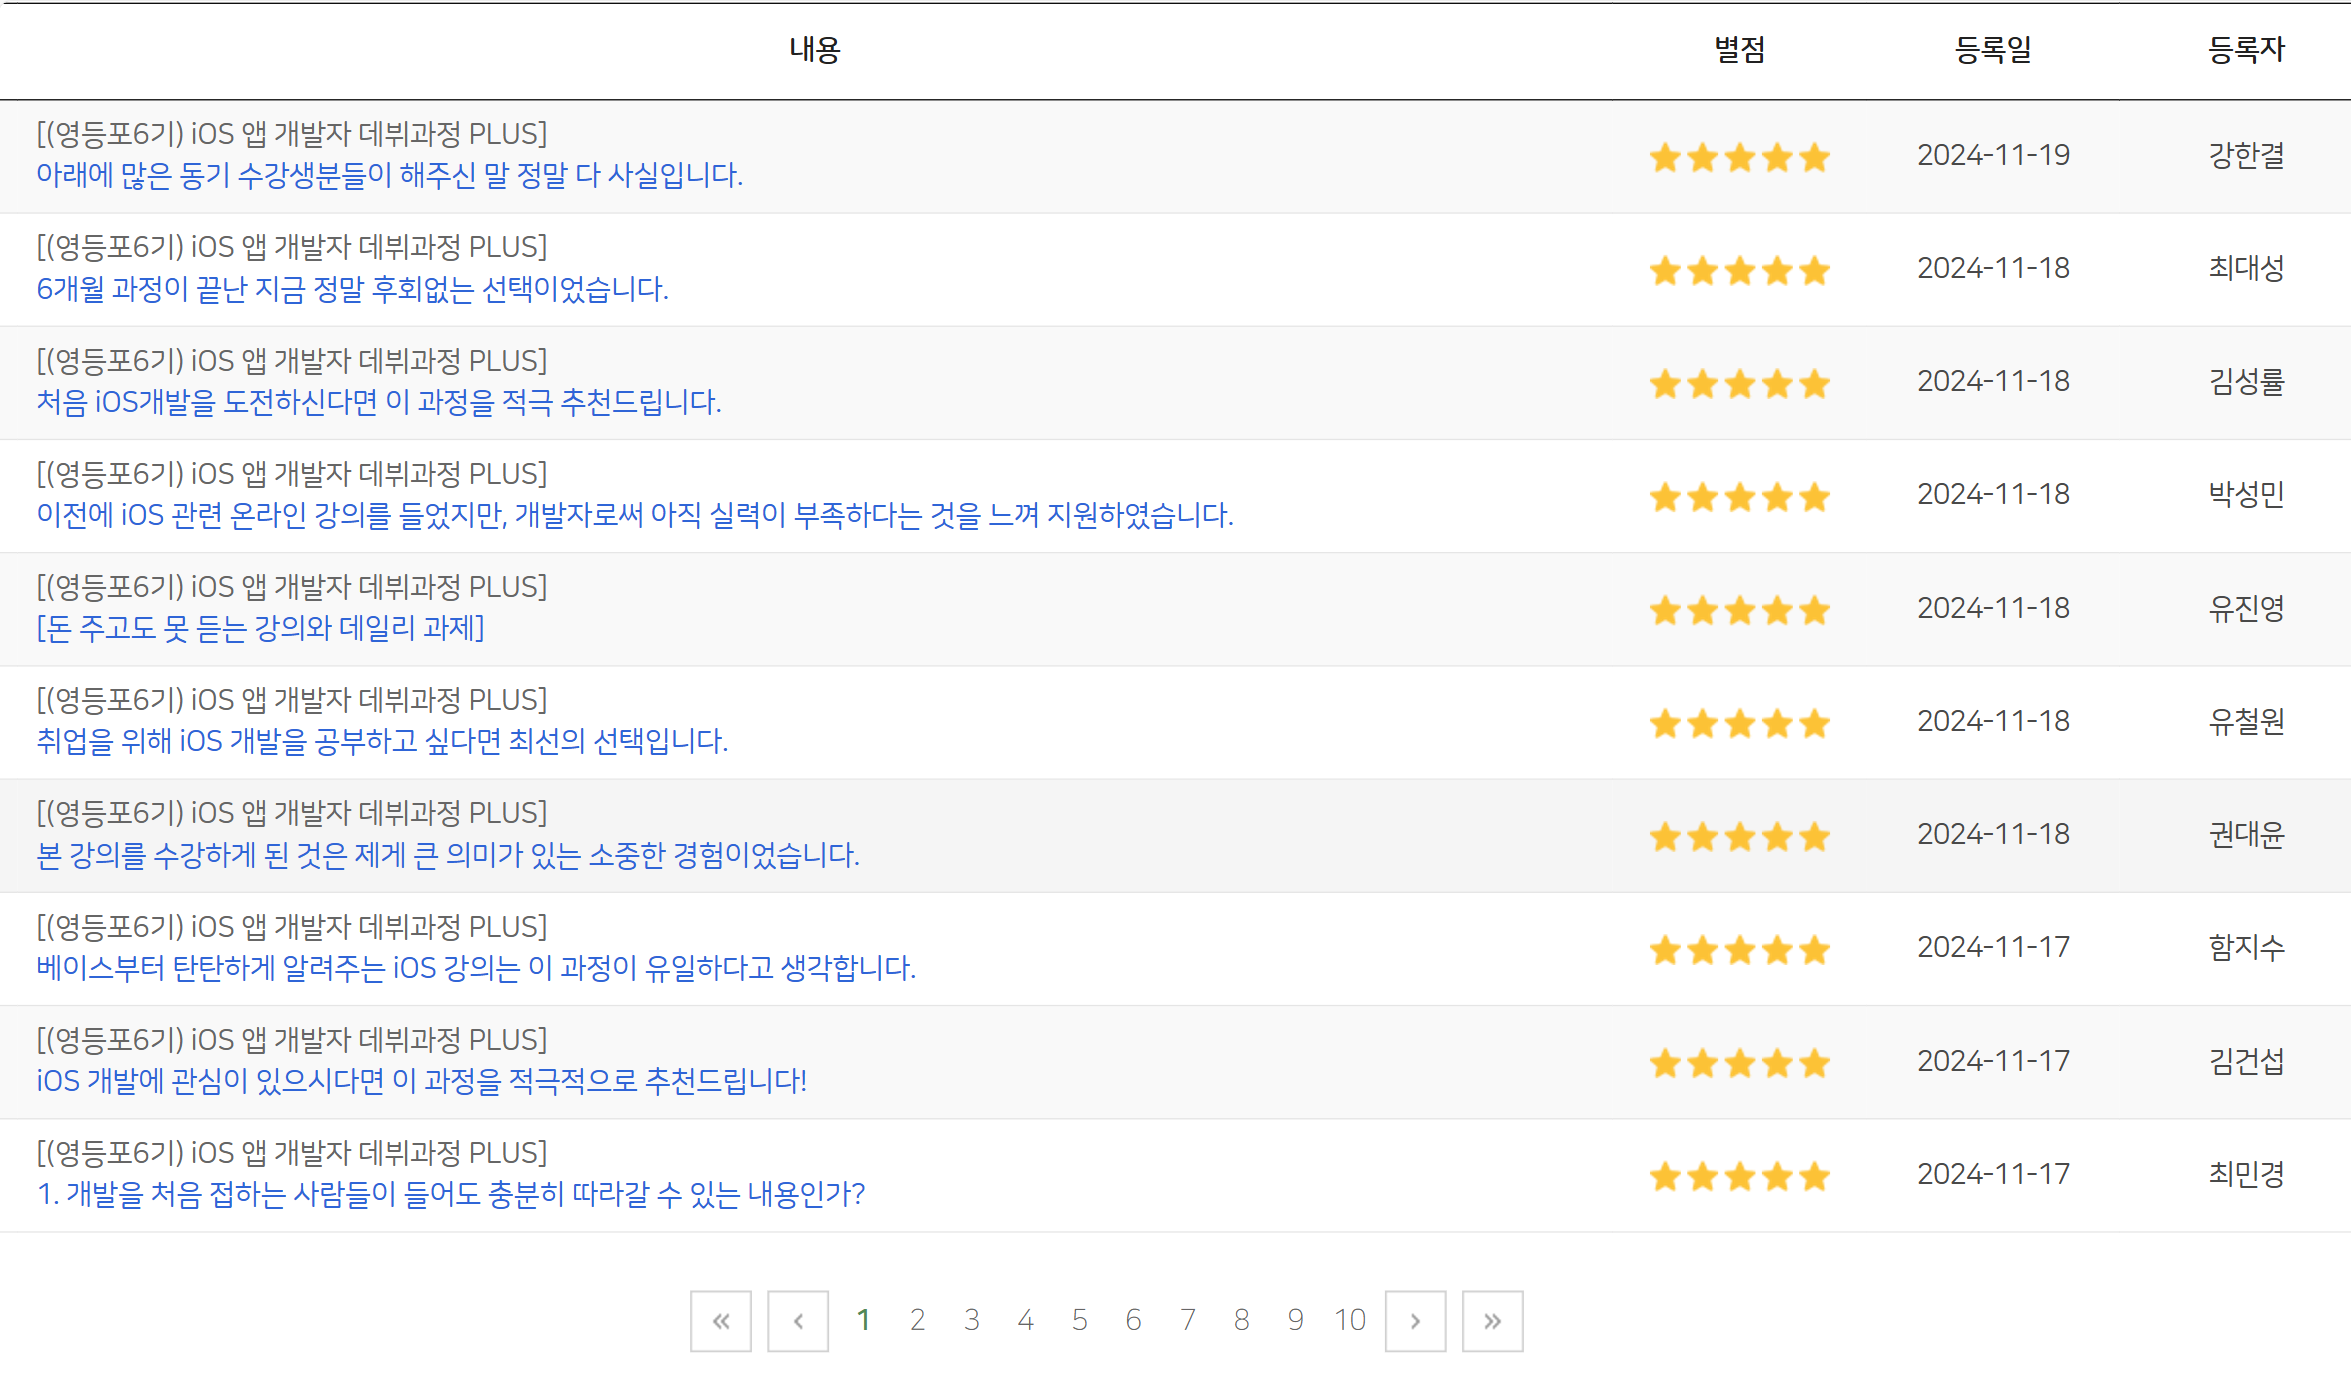 내용 별점 등록일 등록자
[(영등포6기) iOS 앱 개발자 데뷔과정 PLUS]
아래에 많은 동기 수강생분들이 해주신 말 정말 다 사실입니다.
2024-11-19 강한결
[(영등포6기) iOS 앱 개발자 데뷔과정 PLUS]
6개월 과정이 끝난 지금 정말 후회없는 선택이었습니다.
2024-11-18 최대성
[(영등포6기) iOS 앱 개발자 데뷔과정 PLUS]
처음 iOS개발을 도전하신다면 이 과정을 적극 추천드립니다.
2024-11-18 김성률
[(영등포6기) iOS 앱 개발자 데뷔과정 PLUS]
이전에 iOS 관련 온라인 강의를 들었지만, 개발자로써 아직 실력이 부족하다는 것을 느껴 지원하였습니다.
2024-11-18 박성민
[(영등포6기) iOS 앱 개발자 데뷔과정 PLUS]
[돈 주고도 못 듣는 강의와 데일리 과제]
2024-11-18 유진영
[(영등포6기) iOS 앱 개발자 데뷔과정 PLUS]
취업을 위해 iOS 개발을 공부하고 싶다면 최선의 선택입니다.
2024-11-18 유철원
[(영등포6기) iOS 앱 개발자 데뷔과정 PLUS]
본 강의를 수강하게 된 것은 제게 큰 의미가 있는 소중한 경험이었습니다.
2024-11-18 권대윤
[(영등포6기) iOS 앱 개발자 데뷔과정 PLUS]
베이스부터 탄탄하게 알려주는 iOS 강의는 이 과정이 유일하다고 생각합니다.
2024-11-17 함지수
[(영등포6기) iOS 앱 개발자 데뷔과정 PLUS]
iOS 개발에 관심이 있으시다면 이 과정을 적극적으로 추천드립니다!
2024-11-17 김건섭
[(영등포6기) iOS 앱 개발자 데뷔과정 PLUS]
1. 개발을 처음 접하는 사람들이 들어도 충분히 따라갈 수 있는 내용인가?
2024-11-17 최민경
« ‹ 1 2 3 4 5 6 7 8 9 10 › »